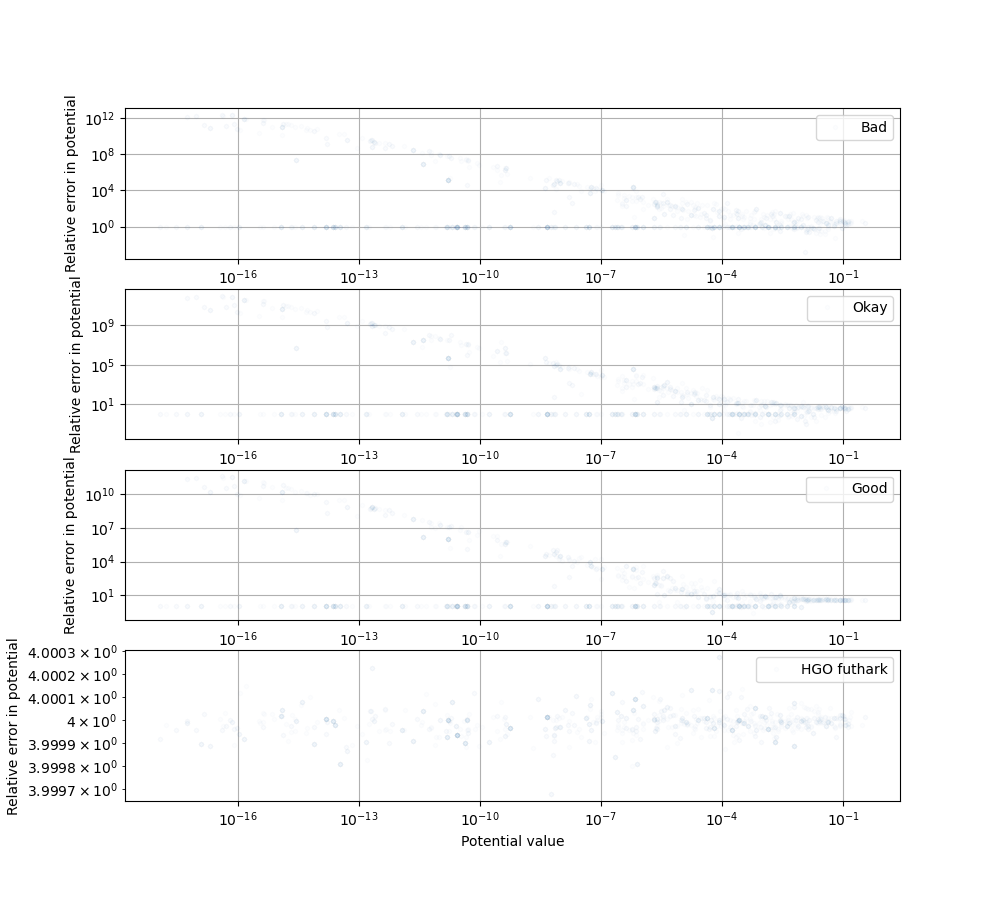 Relative error in potential
10^12
10^8
10^4
10^0
Bad
10^−16
10^−13
10^−10
10^−7
10^−4
10^−1
Relative error in potential
10^9
10^5
10^1
Okay
10^−16
10^−13
10^−10
10^−7
10^−4
10^−1
Relative error in potential
10^10
10^7
10^4
10^1
Good
10^−16
10^−13
10^−10
10^−7
10^−4
10^−1
Relative error in potential
4.0003 × 10^0
4.0002 × 10^0
4.0001 × 10^0
4 × 10^0
3.9999 × 10^0
3.9998 × 10^0
3.9997 × 10^0
HGO futhark
10^−16
10^−13
10^−10
10^−7
10^−4
10^−1
Potential value